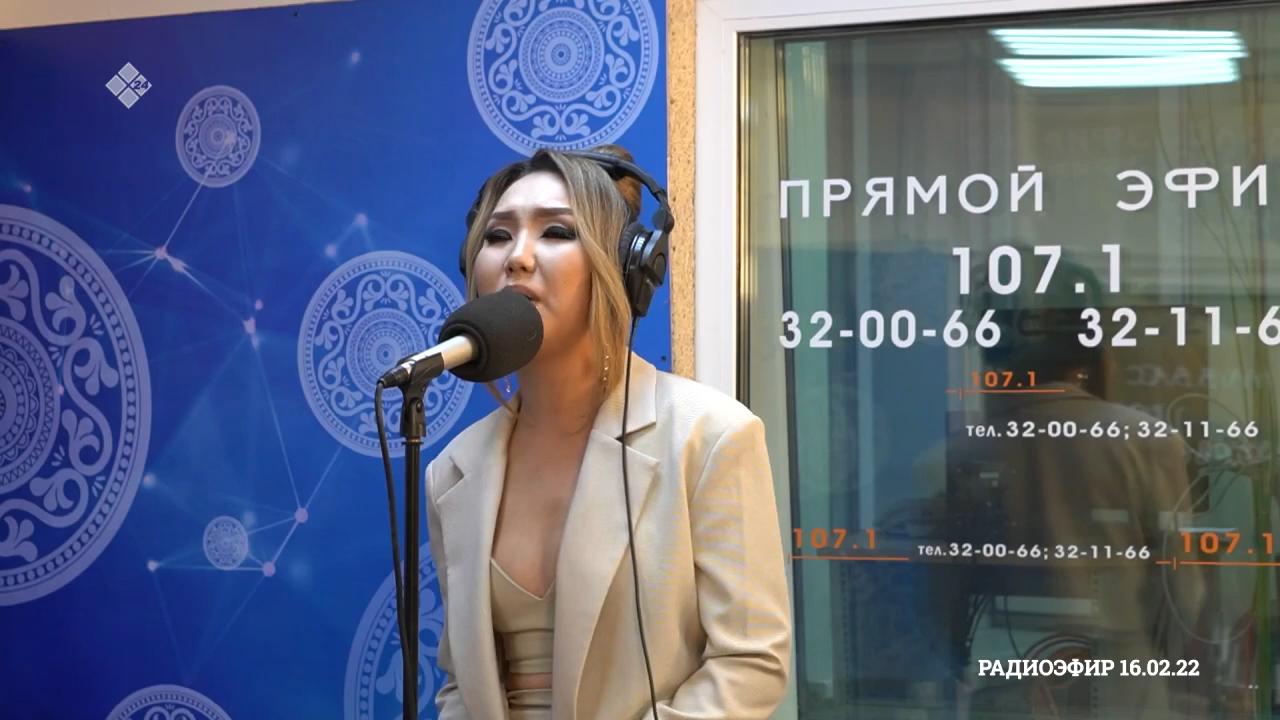 X24
ПРЯМОЙ ЭФИ
107.1
32-00-66 32-11-6
107.1
тел. 32-00-66; 32-11-66
107.1 тел. 32-00-66; 32-11-66 107.1
РАДИОЭФИР 16.02.22